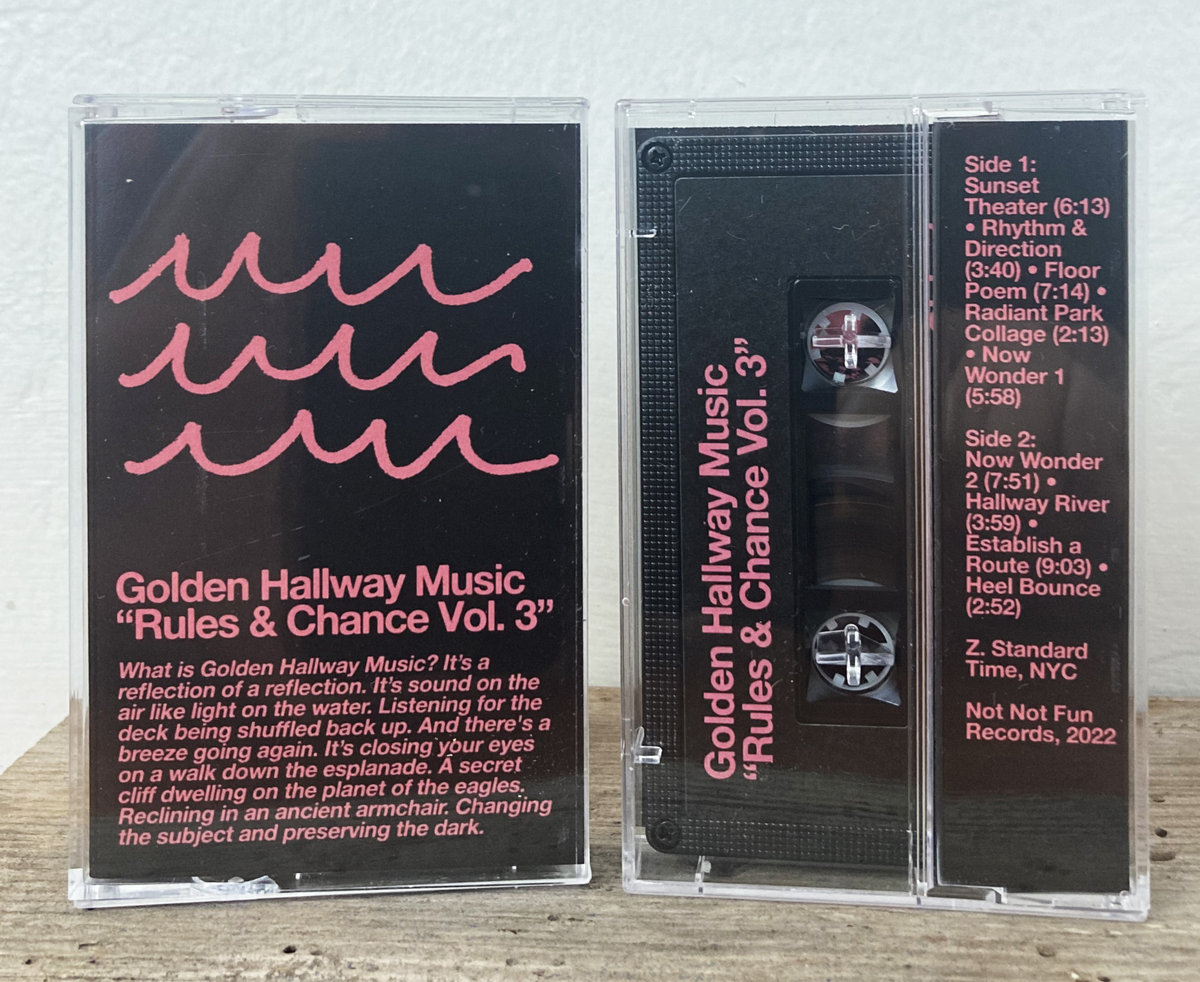 Golden Hallway Music
“Rules & Chance Vol. 3”
What is Golden Hallway Music? It's a
reflection of a reflection. It's sound on the
air like light on the water. Listening for the
deck being shuffled back up. And there's a
breeze going again. It's closing your eyes
on a walk down the esplanade. A secret
cliff dwelling on the planet of the eagles.
Reclining in an ancient armchair. Changing
the subject and preserving the dark.
Golden Hallway Music
“Rules & Chance Vol. 3”
Side 1:
Sunset
Theater (6:13)
• Rhythm &
Direction
(3:40) • Floor
Poem (7:14) •
Radiant Park
Collage (2:13)
• Now
Wonder 1
(5:58)
Side 2:
Now Wonder
2 (7:51) •
Hallway River
(3:59) •
Establish a
Route (9:03) •
Heel Bounce
(2:52)
Z. Standard
Time, NYC
Not Not Fun
Records, 2022